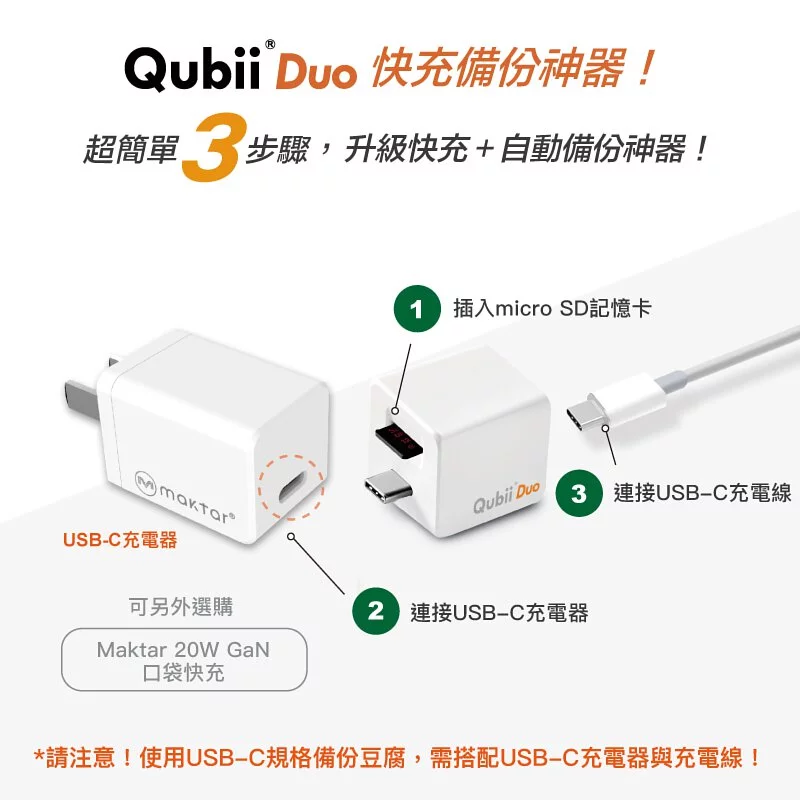 Qubii® Duo 快充備份神器！
超簡單3步驟，升級快充＋自動備份神器！
1 插入micro SD記憶卡
maktar®
Qubii Duo
3 連接USB-C充電線
USB-C充電器
2 連接USB-C充電器
可另外選購
Maktar 20W GaN
口袋快充
*請注意！使用USB-C規格備份豆腐，需搭配USB-C充電器與充電線！